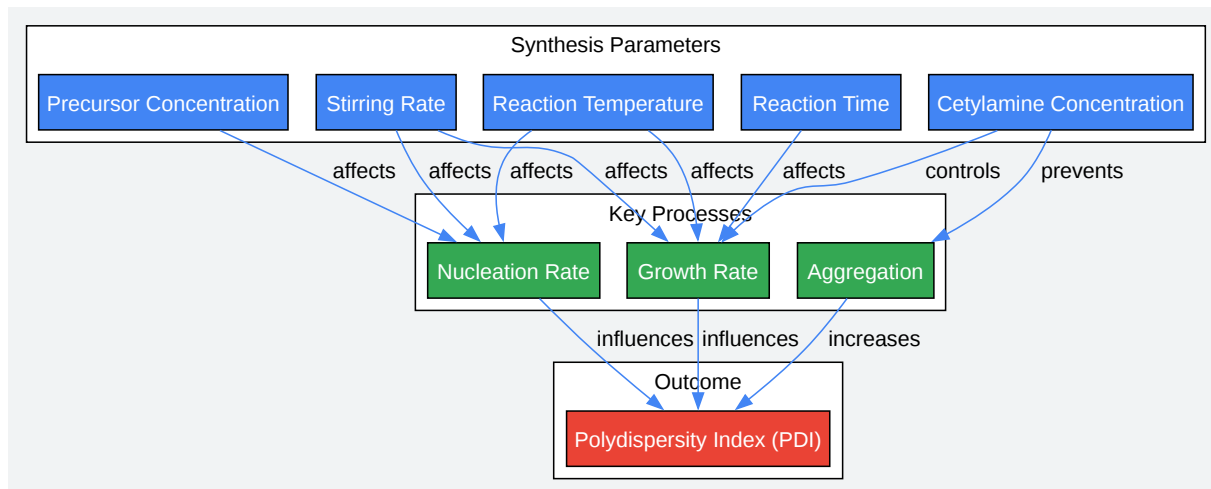 Synthesis Parameters
Precursor Concentration
Stirring Rate
Reaction Temperature
Reaction Time
Cetylamine Concentration
affects
affects
affects
affects
affects
affects
controls
prevents
Key Processes
Nucleation Rate
Growth Rate
Aggregation
influences
influences
increases
Outcome
Polydispersity Index (PDI)